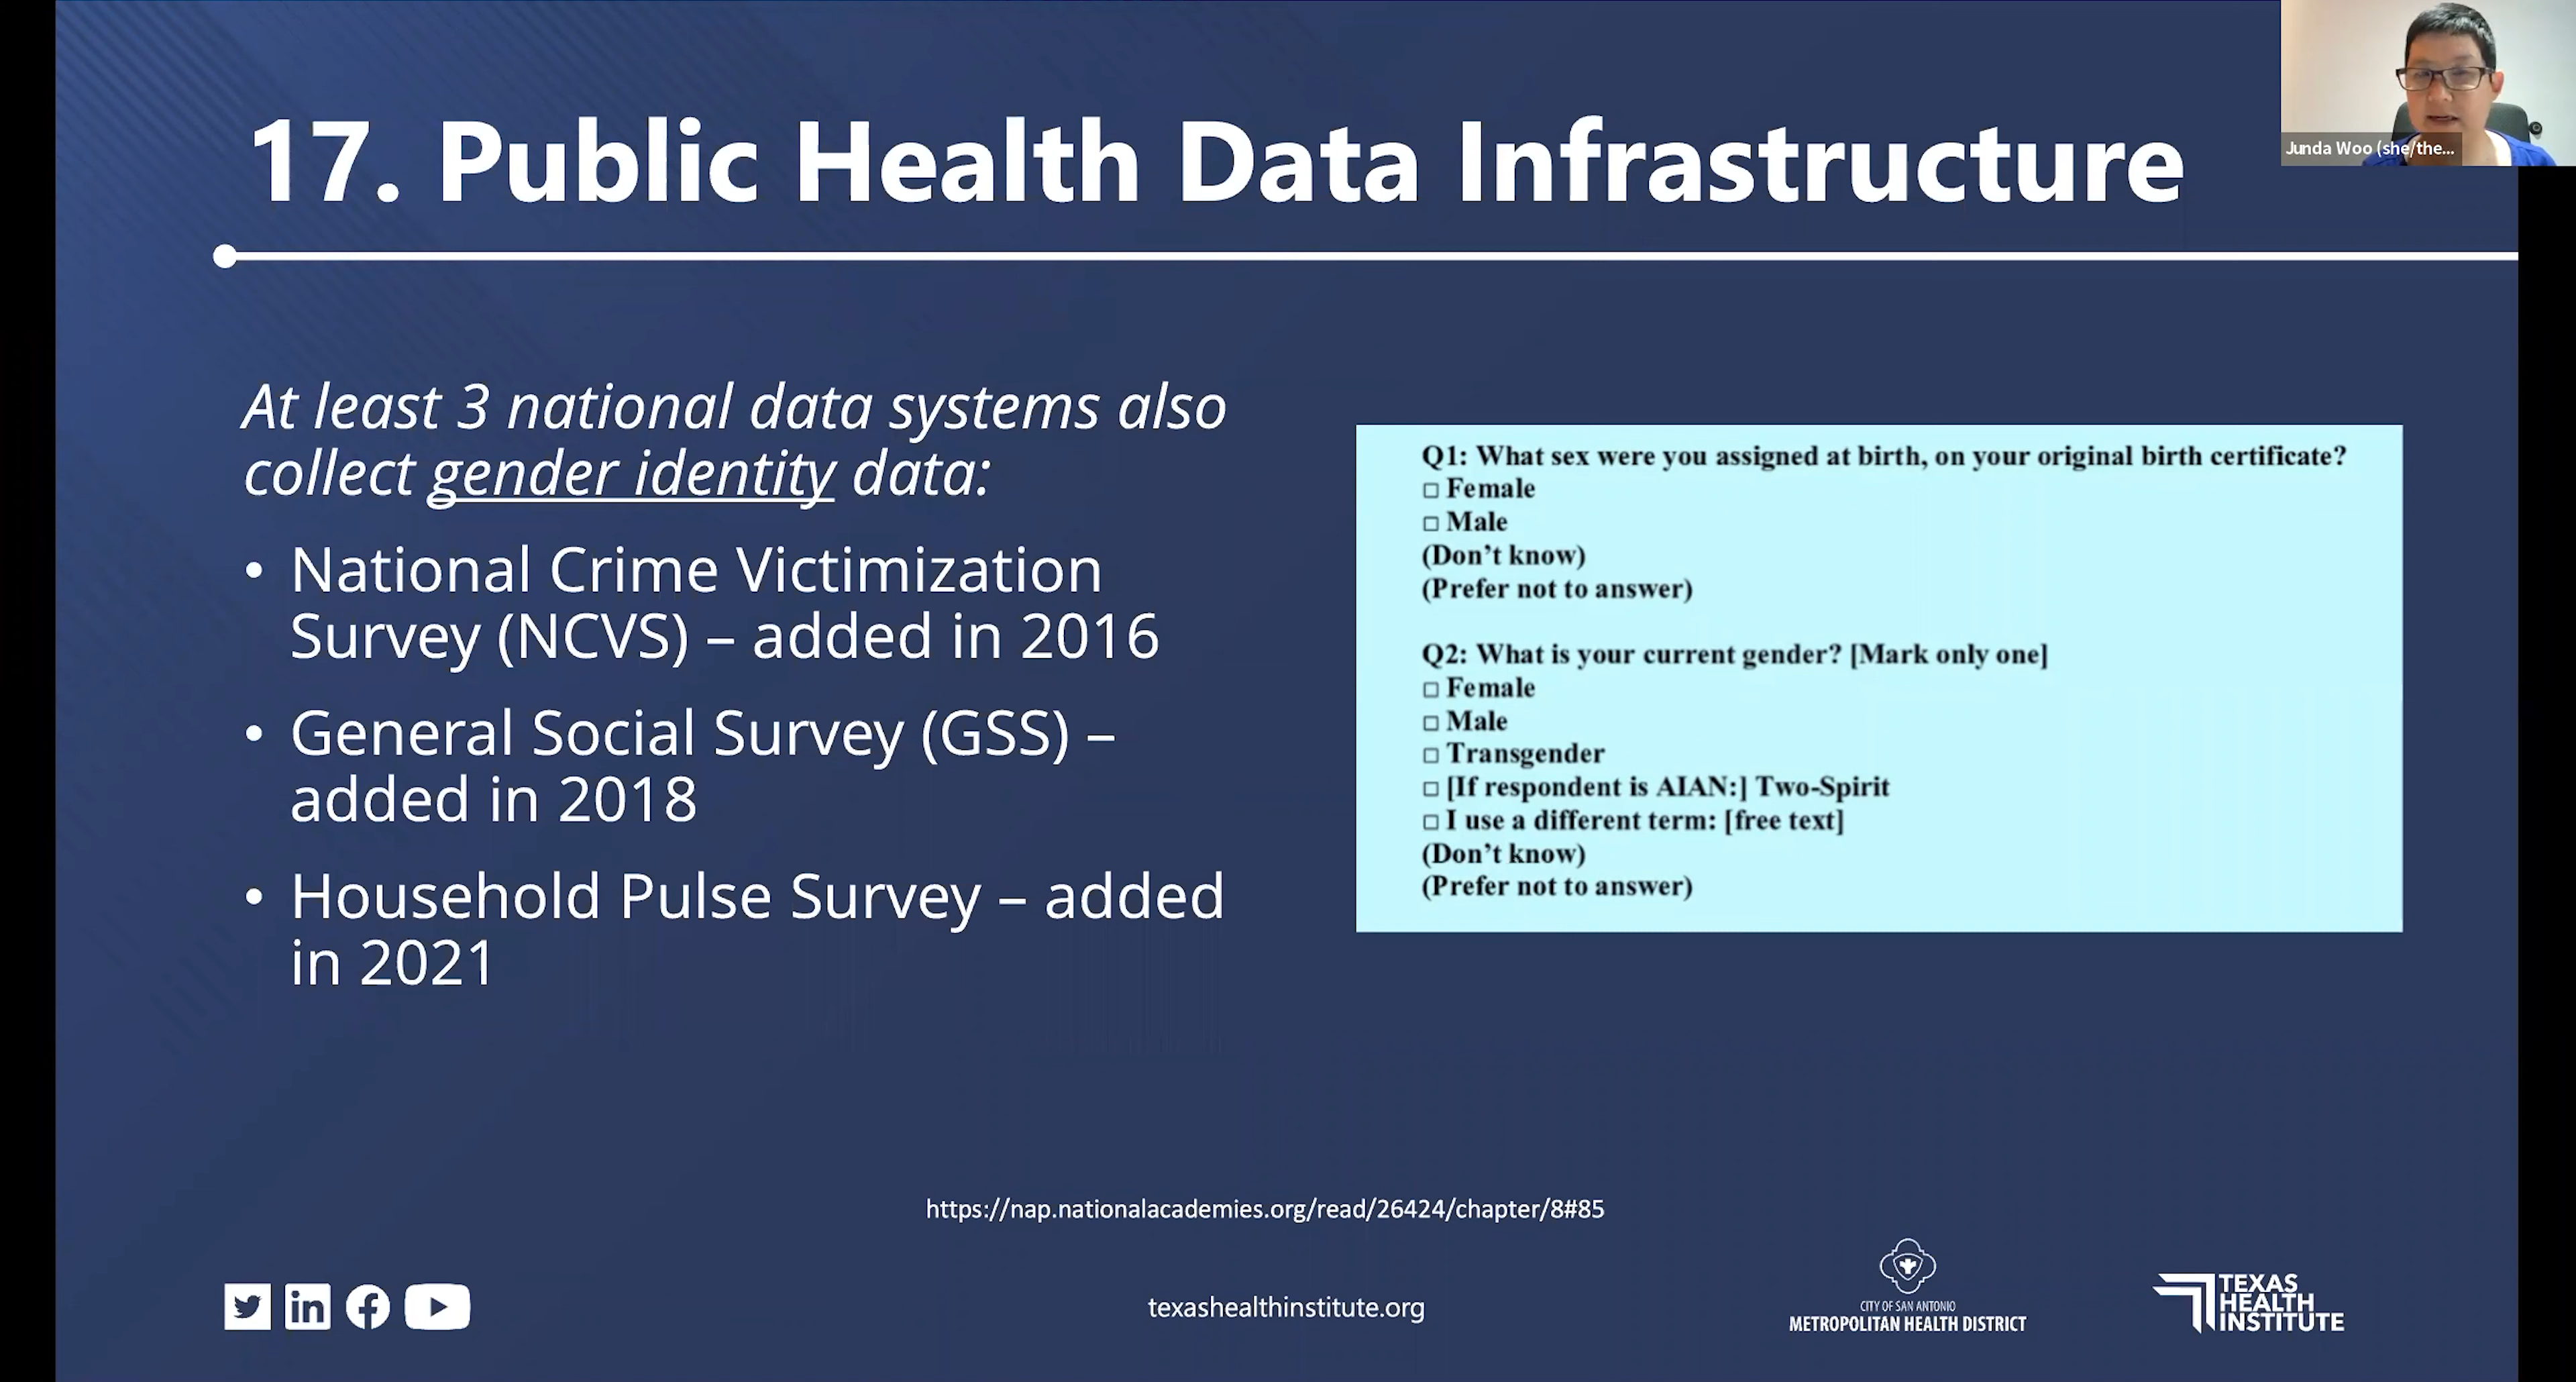 17. Public Health Data Infrastructure
Junda Woo (she/the...
At least 3 national data systems also
collect gender identity data:
• National Crime Victimization
Survey (NCVS) – added in 2016
• General Social Survey (GSS) –
added in 2018
• Household Pulse Survey – added
in 2021
Q1: What sex were you assigned at birth, on your original birth certificate?
□ Female
□ Male
(Don't know)
(Prefer not to answer)
Q2: What is your current gender? [Mark only one]
□ Female
□ Male
□ Transgender
□ [If respondent is AIAN:] Two-Spirit
□ I use a different term: [free text]
(Don't know)
(Prefer not to answer)
https://nap.nationalacademies.org/read/26424/chapter/8#85
in
texashealthinstitute.org
CITY OF SAN ANTONIO
METROPOLITAN HEALTH DISTRICT
TEXAS
HEALTH
INSTITUTE